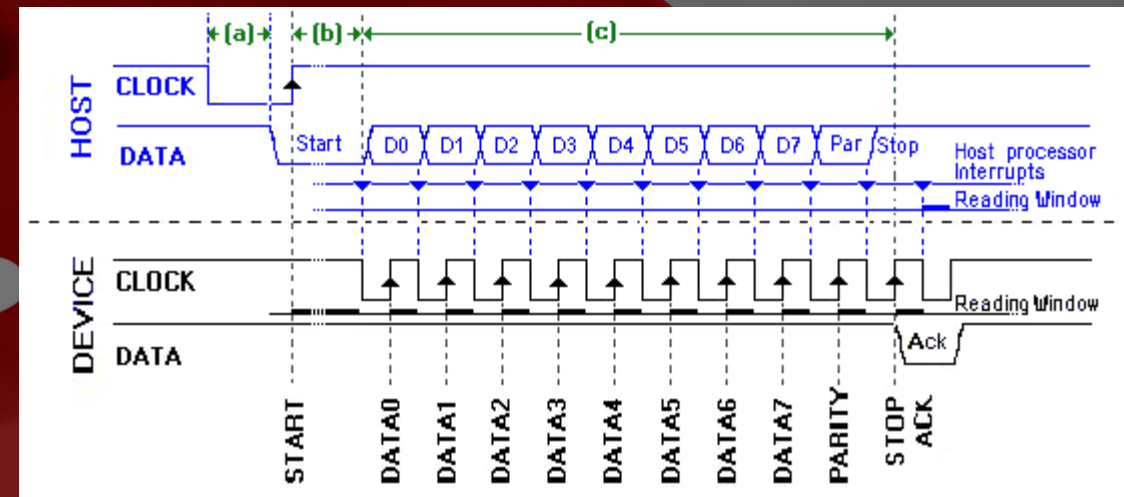 (a) (b) (c)
HOST
CLOCK
DATA
Start D0 D1 D2 D3 D4 D5 D6 D7 Par Stop
Host processor
Interrupts
Reading Window
DEVICE
CLOCK
Reading Window
DATA
Ack
START
DATA0
DATA1
DATA2
DATA3
DATA4
DATA5
DATA6
DATA7
PARITY
STOP
ACK